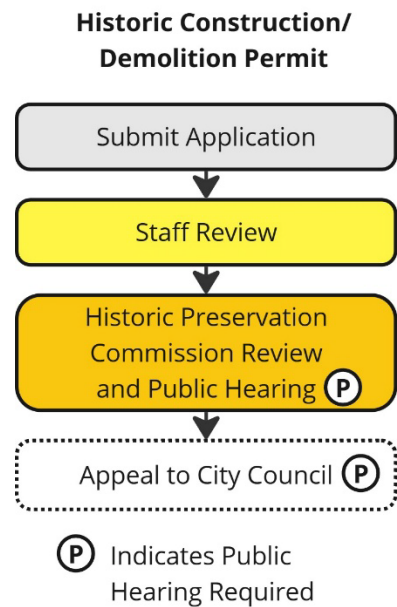 Historic Construction/
Demolition Permit
Submit Application
Staff Review
Historic Preservation
Commission Review
and Public Hearing P
Appeal to City Council P
P Indicates Public
Hearing Required